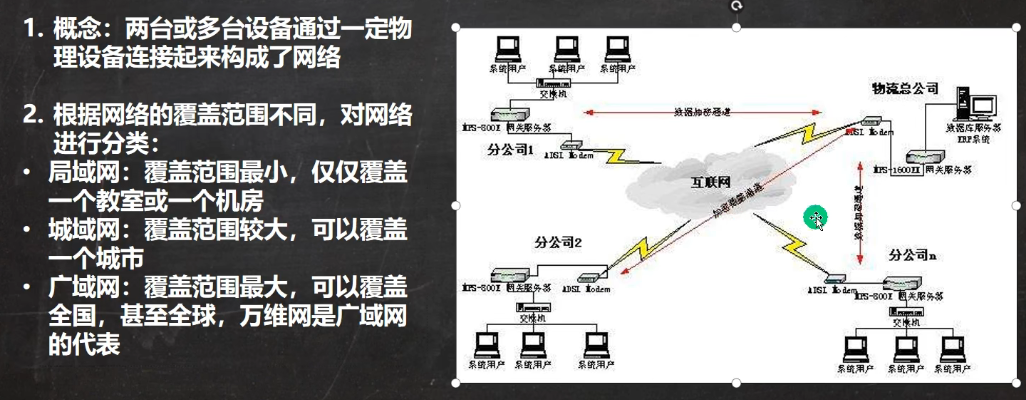 1. 概念：两台或多台设备通过一定物
理设备连接起来构成了网络
2. 根据网络的覆盖范围不同，对网络
进行分类：
• 局域网：覆盖范围最小，仅仅覆盖
一个教室或一个机房
• 城域网：覆盖范围较大，可以覆盖
一个城市
• 广域网：覆盖范围最大，可以覆盖
全国，甚至全球，万维网是广域网
的代表
系统用户 系统用户 系统用户
交换机
网关服务器
分公司1
ADSL Modem
数据加密通道
物流总公司
ADSL Modem
数据库服务器
ERP系统
网关服务器
互联网
分公司2
网关服务器
ADSL Modem
交换机
系统用户 系统用户 系统用户
分公司n
ADSL Modem
网关服务器
交换机
系统用户 系统用户 系统用户